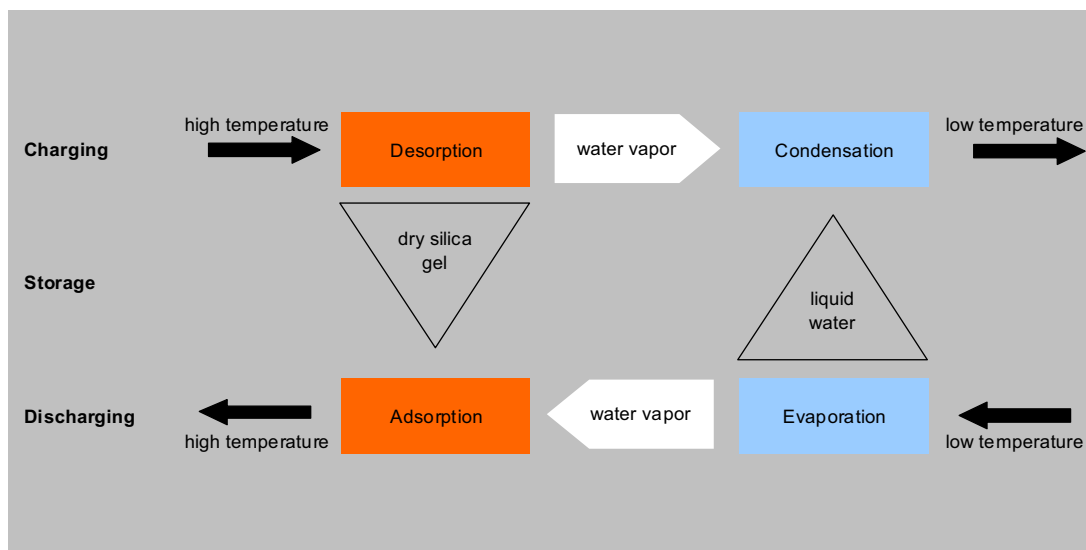 high temperature
low temperature
Charging
Desorption
water vapor
Condensation
dry silica
gel
Storage
liquid
water
Discharging
Adsorption
water vapor
Evaporation
high temperature
low temperature